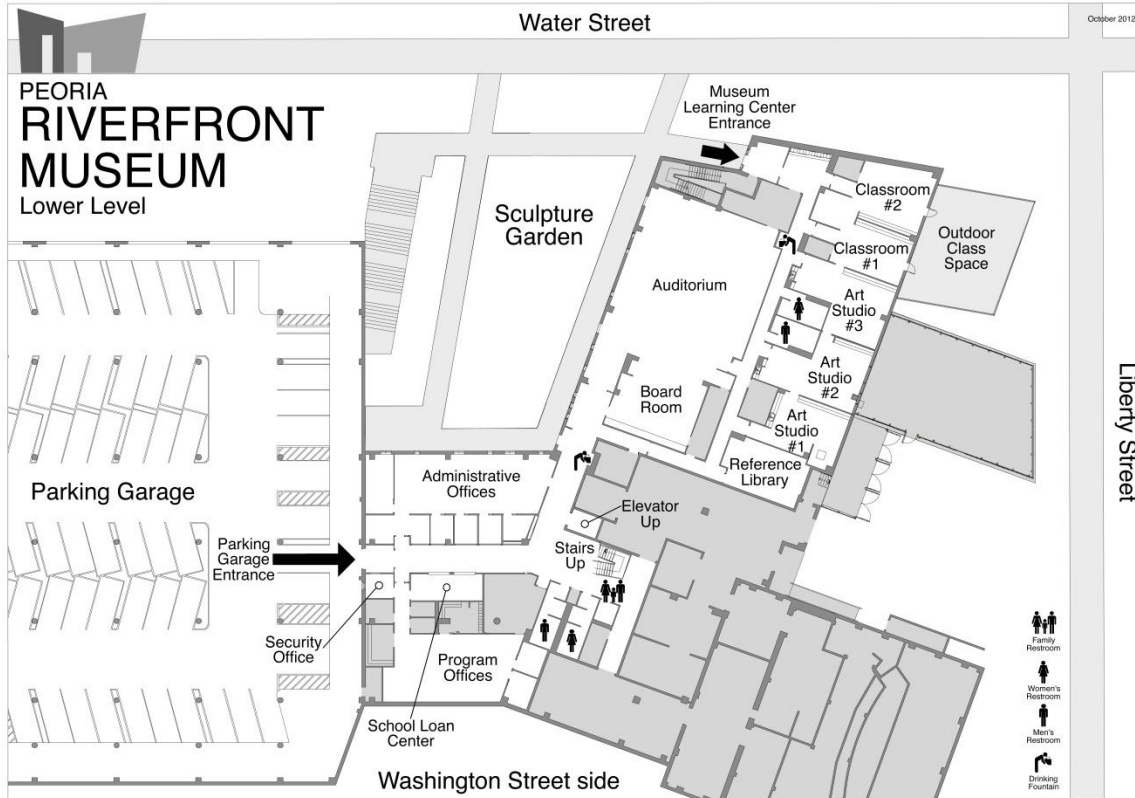 Water Street
October 2012
PEORIA
RIVERFRONT
MUSEUM
Lower Level
Museum
Learning Center
Entrance
Classroom
#2
Sculpture
Garden
Outdoor
Class
Space
Classroom
#1
Auditorium
Art
Studio
#3
Art
Studio
#2
Liberty Street
Board
Room
Art
Studio
#1
Reference
Library
Administrative
Offices
Parking Garage
Elevator
Up
Parking
Garage
Entrance
Stairs
Up
Security
Office
Program
Offices
School Loan
Center
Family
Restroom
Women's
Restroom
Men's
Restroom
Drinking
Fountain
Washington Street side